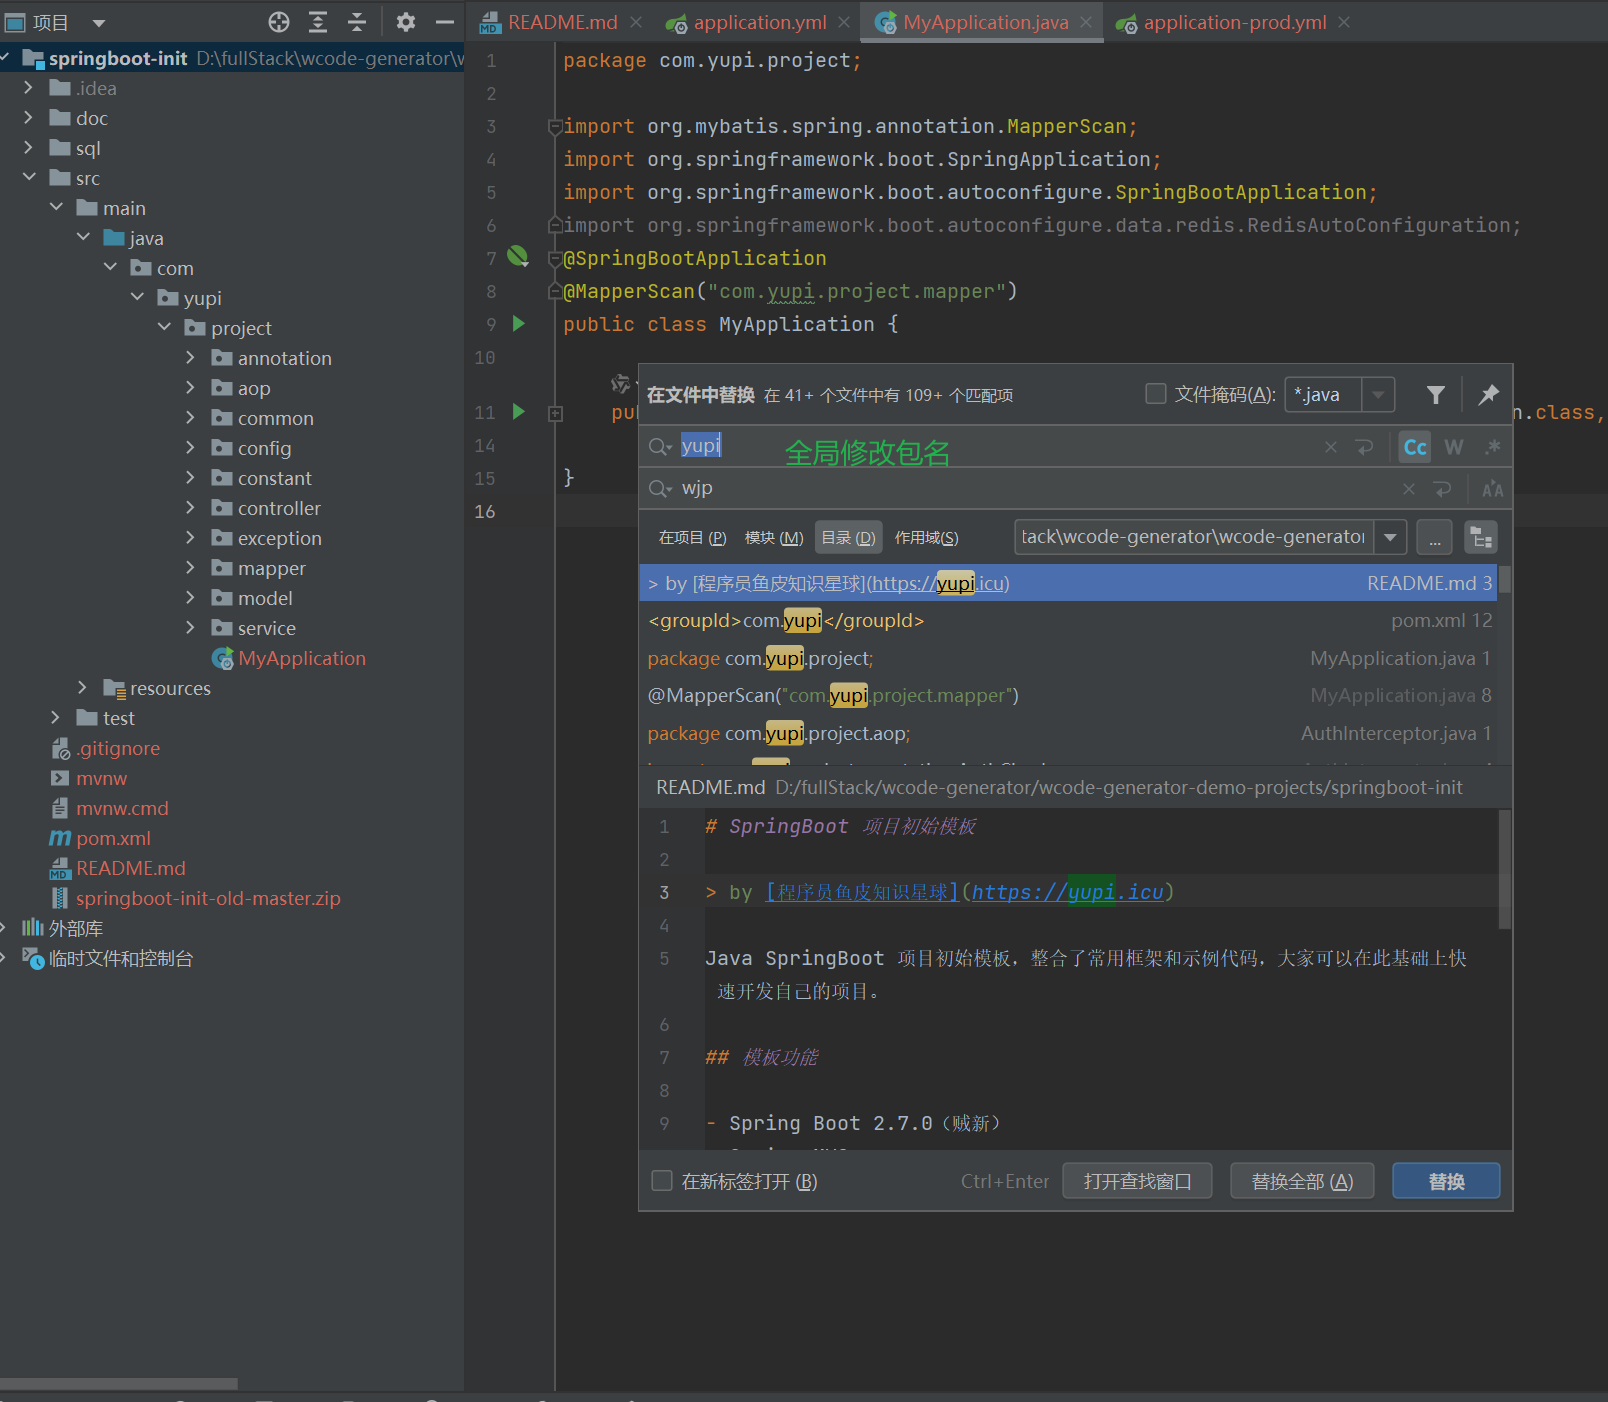 项目
README.md
application.yml
MyApplication.java
application-prod.yml
springboot-init D:\fullStack\wcode-generator\w
.idea
doc
sql
src
main
java
com
yupi
project
annotation
aop
common
config
constant
controller
exception
mapper
model
service
MyApplication
resources
test
.gitignore
mvnw
mvnw.cmd
pom.xml
README.md
springboot-init-old-master.zip
外部库
临时文件和控制台
1 package com.yupi.project;
2
3 import org.mybatis.spring.annotation.MapperScan;
4 import org.springframework.boot.SpringApplication;
5 import org.springframework.boot.autoconfigure.SpringBootApplication;
6 import org.springframework.boot.autoconfigure.data.redis.RedisAutoConfiguration;
7 @SpringBootApplication
8 @MapperScan("com.yupi.project.mapper")
9 public class MyApplication {
10
11 pu n.class,
14
15 }
16
在文件中替换 在 41+ 个文件中有 109+ 个匹配项 文件掩码(A): *.java
yupi 全局修改包名 Cc W .*
wjp
在项目 (P) 模块 (M) 目录 (D) 作用域(S) tack\wcode-generator\wcode-generator ...
> by [程序员鱼皮知识星球](https://yupi.icu) README.md 3
<groupId>com.yupi</groupId> pom.xml 12
package com.yupi.project; MyApplication.java 1
@MapperScan("com.yupi.project.mapper") MyApplication.java 8
package com.yupi.project.aop; AuthInterceptor.java 1
README.md D:/fullStack/wcode-generator/wcode-generator-demo-projects/springboot-init
1 # SpringBoot 项目初始模板
2
3 > by [程序员鱼皮知识星球](https://yupi.icu)
4
5 Java SpringBoot 项目初始模板，整合了常用框架和示例代码，大家可以在此基础上快
速开发自己的项目。
6
7 ## 模板功能
8
9 - Spring Boot 2.7.0（贼新）
在新标签打开 (B) Ctrl+Enter 打开查找窗口 替换全部 (A) 替换